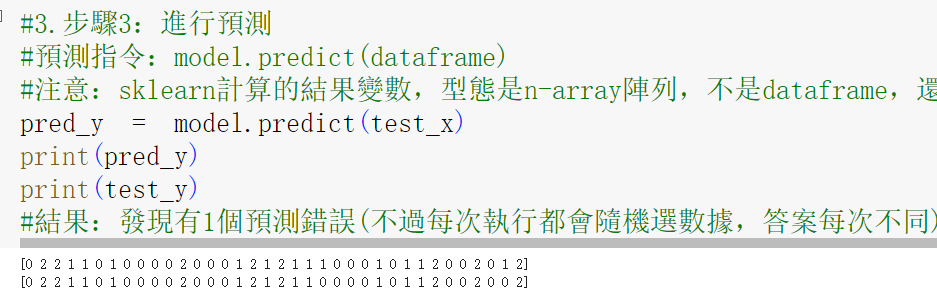 #3.步驟3：進行預測
#預測指令：model.predict(dataframe)
#注意：sklearn計算的結果變數，型態是n-array陣列，不是dataframe，還
pred_y = model.predict(test_x)
print(pred_y)
print(test_y)
#結果：發現有1個預測錯誤(不過每次執行都會隨機選數據，答案每次不同)
[0 2 2 1 1 0 1 0 0 0 0 2 0 0 0 1 2 1 2 1 1 1 0 0 0 1 0 1 1 2 0 0 2 0 1 2]
[0 2 2 1 1 0 1 0 0 0 0 2 0 0 0 1 2 1 2 1 1 0 0 0 0 1 0 1 1 2 0 0 2 0 0 2]